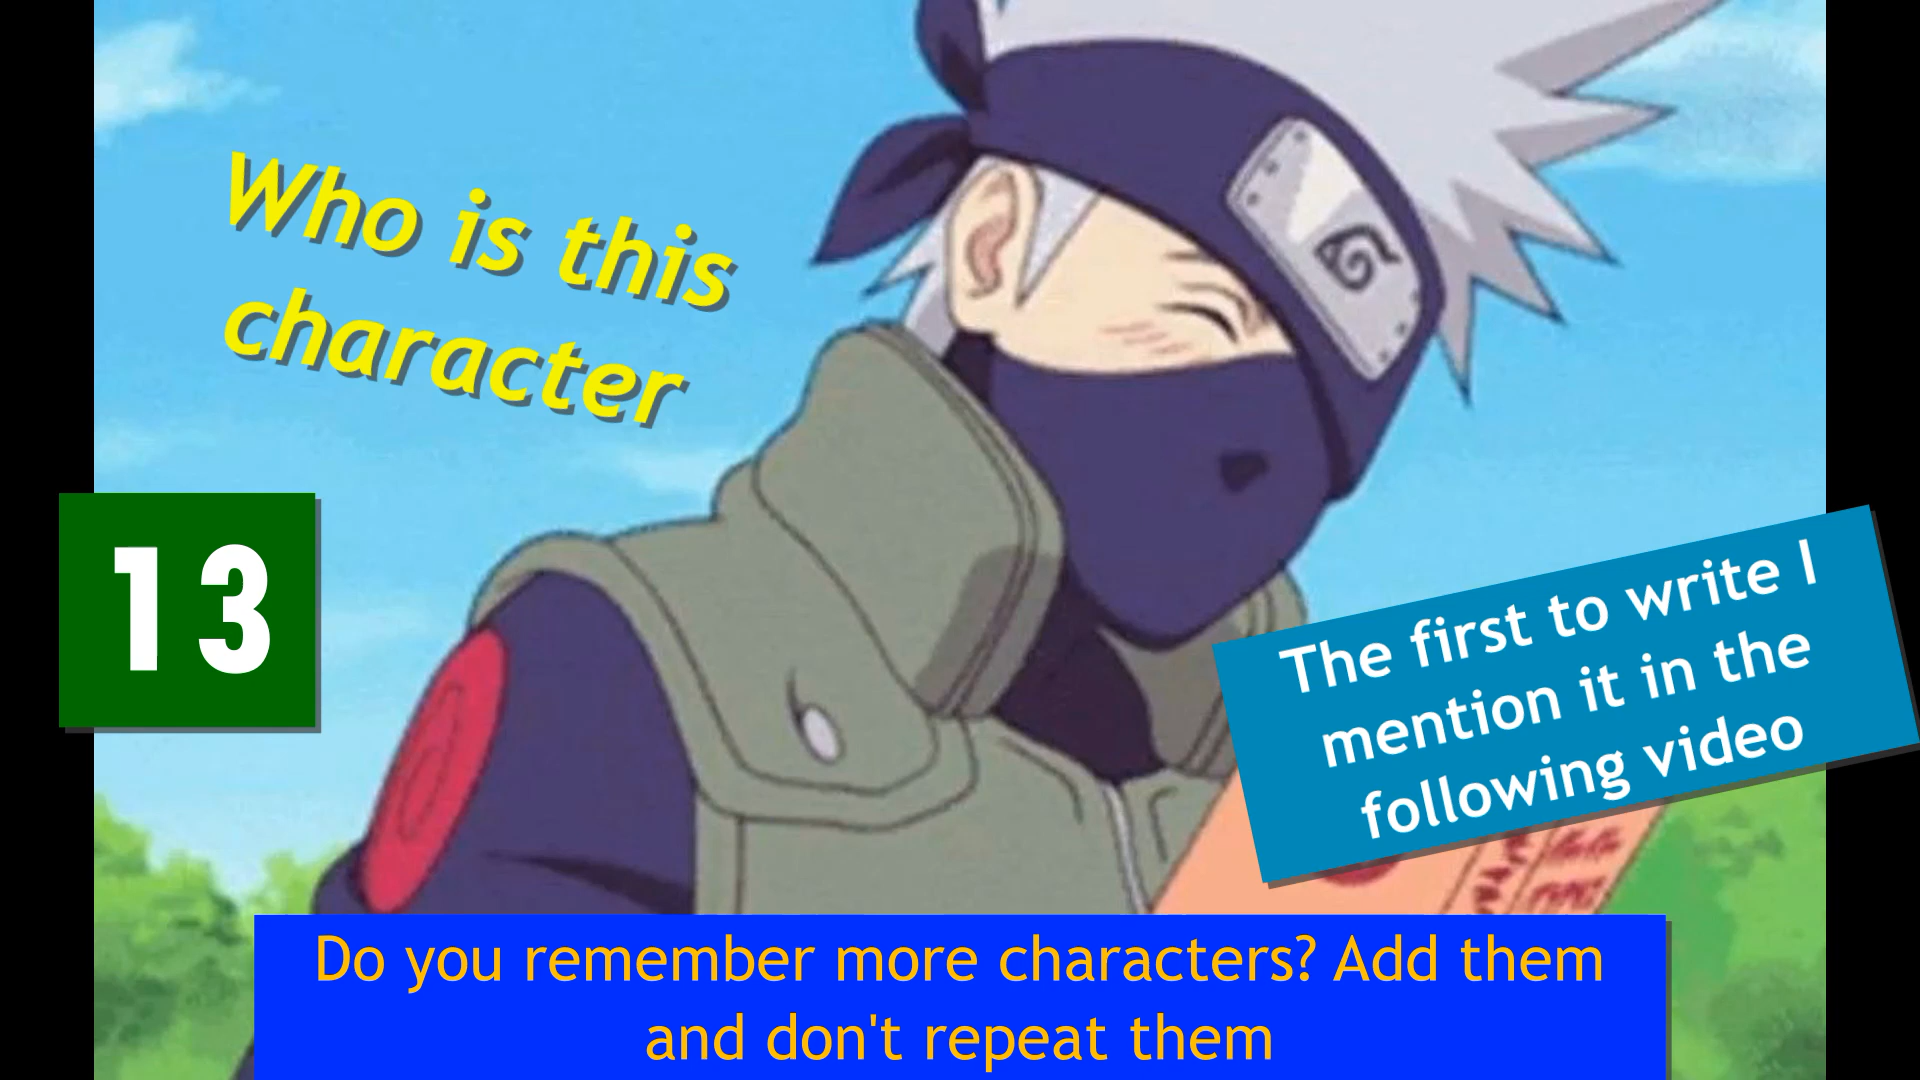 Who is this
character
13
The first to write I
mention it in the
following video
Do you remember more characters? Add them
and don't repeat them